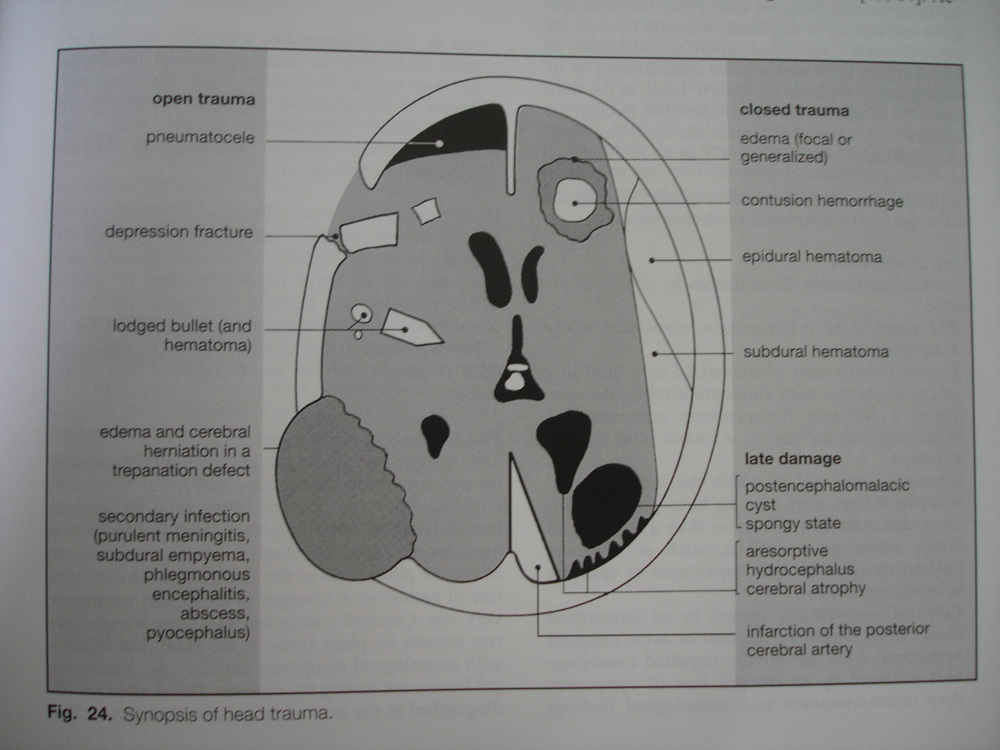 open trauma
pneumatocele
depression fracture
lodged bullet (and
hematoma)
edema and cerebral
herniation in a
trepanation defect
secondary infection
(purulent meningitis,
subdural empyema,
phlegmonous
encephalitis,
abscess,
pyocephalus)
closed trauma
edema (focal or
generalized)
contusion hemorrhage
epidural hematoma
subdural hematoma
late damage
postencephalomalacic
cyst
spongy state
aresorptive
hydrocephalus
cerebral atrophy
infarction of the posterior
cerebral artery
Fig. 24. Synopsis of head trauma.